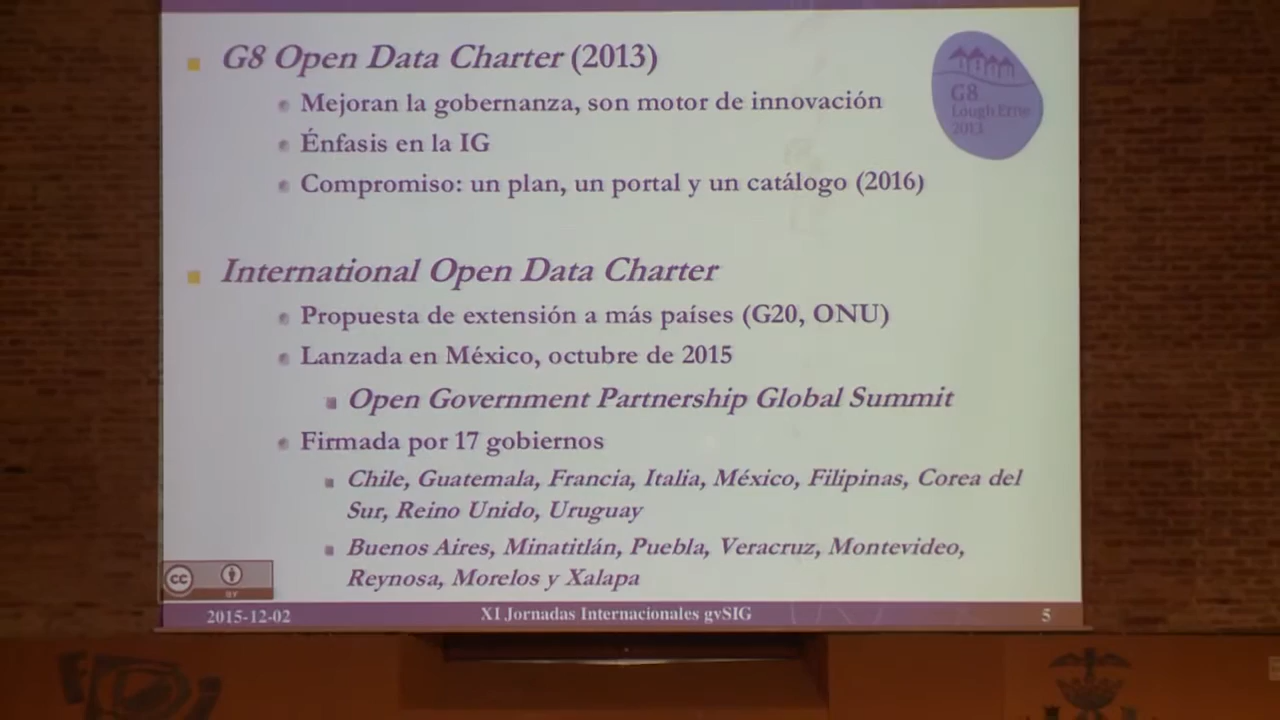 G8 Open Data Charter (2013)
Mejoran la gobernanza, son motor de innovación
Énfasis en la IG
Compromiso: un plan, un portal y un catálogo (2016)
G8
Lough Erne
2013
International Open Data Charter
Propuesta de extensión a más países (G20, ONU)
Lanzada en México, octubre de 2015
Open Government Partnership Global Summit
Firmada por 17 gobiernos
Chile, Guatemala, Francia, Italia, México, Filipinas, Corea del
Sur, Reino Unido, Uruguay
Buenos Aires, Minatitlán, Puebla, Veracruz, Montevideo,
Reynosa, Morelos y Xalapa
cc
BY
2015-12-02 XI Jornadas Internacionales gvSIG 5